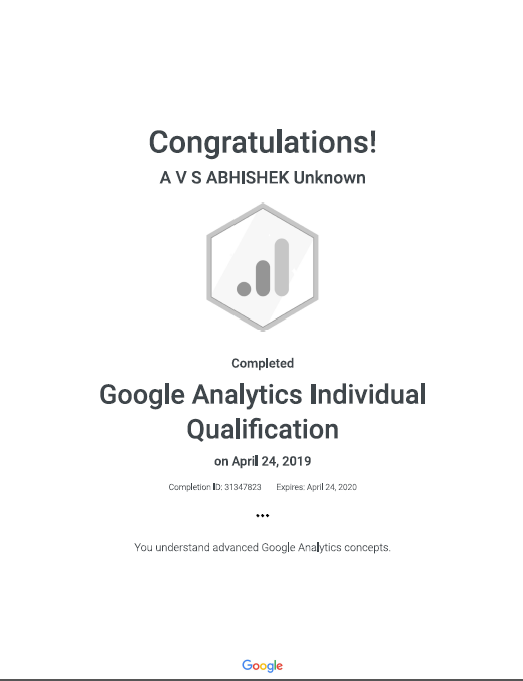 Congratulations!
A V S ABHISHEK Unknown
Completed
Google Analytics Individual
Qualification
on April 24, 2019
Completion ID: 31347823 Expires: April 24, 2020
•••
You understand advanced Google Analytics concepts.
Google